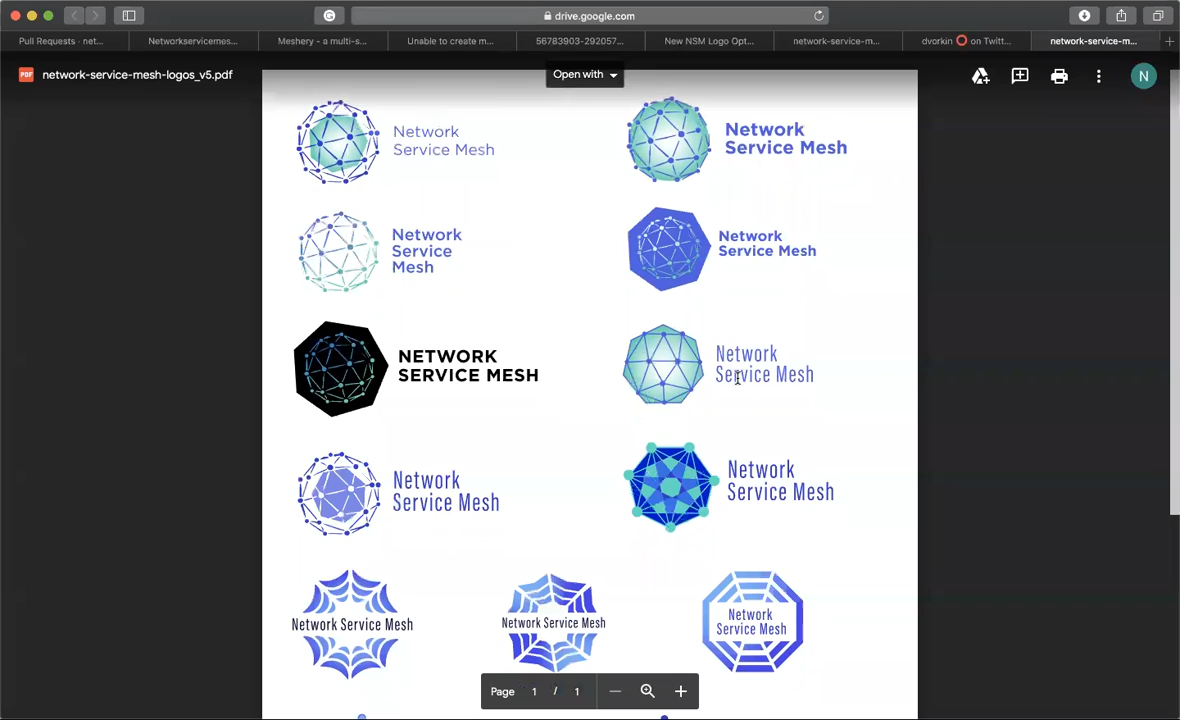 drive.google.com
Pull Requests · net...
Networkservicemes...
Meshery - a multi-s...
Unable to create m...
56783903-292057...
New NSM Logo Opt...
network-service-m...
dvorkin ⭕ on Twitt...
network-service-m...
PDF
network-service-mesh-logos_v5.pdf
Open with
N
Network
Service Mesh
Network
Service Mesh
Network
Service
Mesh
Network
Service Mesh
NETWORK
SERVICE MESH
Network
Service Mesh
Network
Service Mesh
Network
Service Mesh
Network Service Mesh
Network Service Mesh
Network
Service Mesh
Page 1 / 1